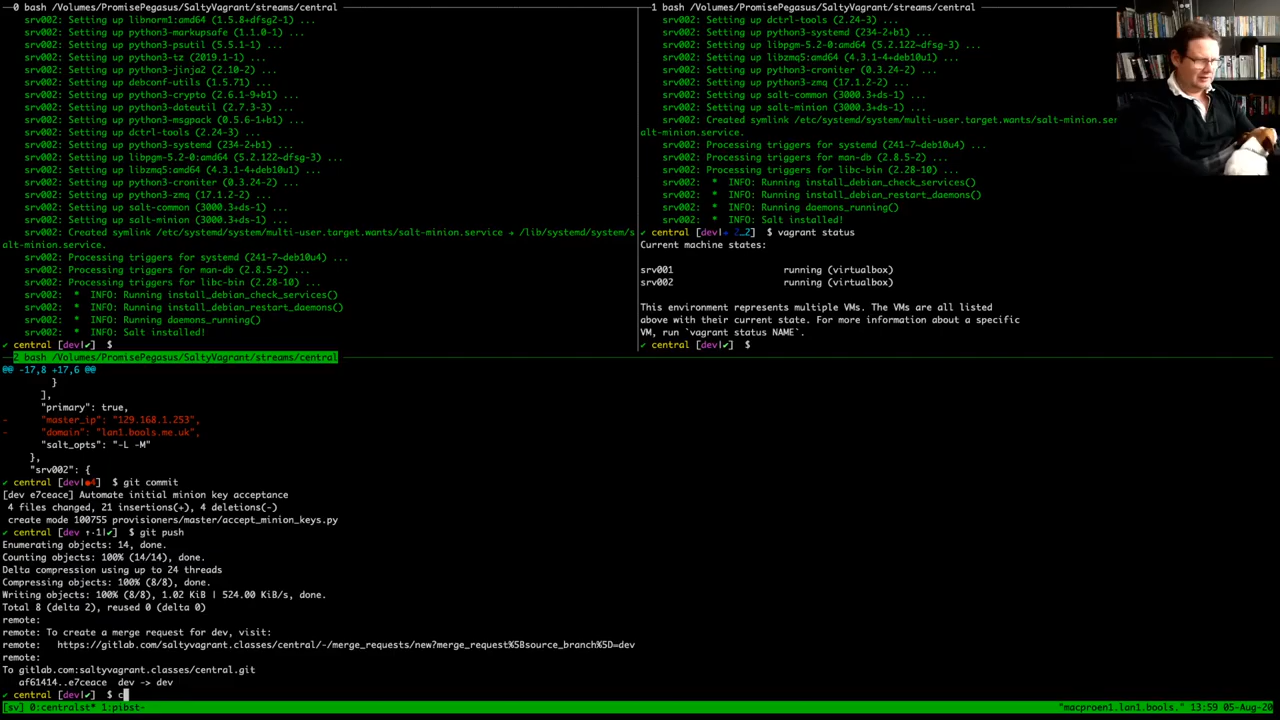 0 bash /Volumes/PromisePegasus/SaltyVagrant/streams/central
srv002: Setting up libnorm1:amd64 (1.5.8+dfsg2-1) ...
srv002: Setting up python3-markupsafe (1.1.0-1) ...
srv002: Setting up python3-psutil (5.5.1-1) ...
srv002: Setting up python3-tz (2019.1-1) ...
srv002: Setting up python3-jinja2 (2.10-2) ...
srv002: Setting up debconf-utils (1.5.71) ...
srv002: Setting up python3-crypto (2.6.1-9+b1) ...
srv002: Setting up python3-dateutil (2.7.3-3) ...
srv002: Setting up python3-msgpack (0.5.6-1+b1) ...
srv002: Setting up dctrl-tools (2.24-3) ...
srv002: Setting up python3-systemd (234-2+b1) ...
srv002: Setting up libpgm-5.2-0:amd64 (5.2.122~dfsg-3) ...
srv002: Setting up libzmq5:amd64 (4.3.1-4+deb10u1) ...
srv002: Setting up python3-croniter (0.3.24-2) ...
srv002: Setting up python3-zmq (17.1.2-2) ...
srv002: Setting up salt-common (3000.3+ds-1) ...
srv002: Setting up salt-minion (3000.3+ds-1) ...
srv002: Created symlink /etc/systemd/system/multi-user.target.wants/salt-minion.service → /lib/systemd/system/s
alt-minion.service.
srv002: Processing triggers for systemd (241-7~deb10u4) ...
srv002: Processing triggers for man-db (2.8.5-2) ...
srv002: Processing triggers for libc-bin (2.28-10) ...
srv002: * INFO: Running install_debian_check_services()
srv002: * INFO: Running install_debian_restart_daemons()
srv002: * INFO: Running daemons_running()
srv002: * INFO: Salt installed!
✔ central [dev|✔] $
1 bash /Volumes/PromisePegasus/SaltyVagrant/streams/central
srv002: Setting up dctrl-tools (2.24-3) ...
srv002: Setting up python3-systemd (234-2+b1) ...
srv002: Setting up libpgm-5.2-0:amd64 (5.2.122~dfsg-3) ...
srv002: Setting up libzmq5:amd64 (4.3.1-4+deb10u1) ...
srv002: Setting up python3-croniter (0.3.24-2) ...
srv002: Setting up python3-zmq (17.1.2-2) ...
srv002: Setting up salt-common (3000.3+ds-1) ...
srv002: Setting up salt-minion (3000.3+ds-1) ...
srv002: Created symlink /etc/systemd/system/multi-user.target.wants/salt-minion.ser
alt-minion.service.
srv002: Processing triggers for systemd (241-7~deb10u4) ...
srv002: Processing triggers for man-db (2.8.5-2) ...
srv002: Processing triggers for libc-bin (2.28-10) ...
srv002: * INFO: Running install_debian_check_services()
srv002: * INFO: Running install_debian_restart_daemons()
srv002: * INFO: Running daemons_running()
srv002: * INFO: Salt installed!
✔ central [dev|✚ 2…2] $ vagrant status
Current machine states:
srv001 running (virtualbox)
srv002 running (virtualbox)
This environment represents multiple VMs. The VMs are all listed
above with their current state. For more information about a specific
VM, run `vagrant status NAME`.
✔ central [dev|✔] $
2 bash /Volumes/PromisePegasus/SaltyVagrant/streams/central
@@ -17,8 +17,6 @@
}
],
"primary": true,
- "master_ip": "129.168.1.253",
- "domain": "lan1.bools.me.uk",
"salt_opts": "-L -M"
},
"srv002": {
✔ central [dev|●4] $ git commit
[dev e7ceace] Automate initial minion key acceptance
4 files changed, 21 insertions(+), 4 deletions(-)
create mode 100755 provisioners/master/accept_minion_keys.py
✔ central [dev ↑·1|✔] $ git push
Enumerating objects: 14, done.
Counting objects: 100% (14/14), done.
Delta compression using up to 24 threads
Compressing objects: 100% (8/8), done.
Writing objects: 100% (8/8), 1.02 KiB | 524.00 KiB/s, done.
Total 8 (delta 2), reused 0 (delta 0)
remote:
remote: To create a merge request for dev, visit:
remote: https://gitlab.com/saltyvagrant.classes/central/-/merge_requests/new?merge_request%5Bsource_branch%5D=dev
remote:
To gitlab.com:saltyvagrant.classes/central.git
af61414..e7ceace dev -> dev
✔ central [dev|✔] $ c
[sv] 0:centralst* 1:pibst- "macproen1.lan1.bools." 13:59 05-Aug-20